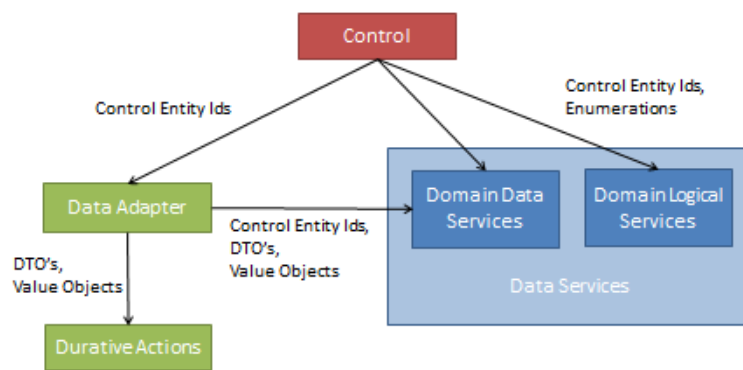 Control
Control Entity Ids
Control Entity Ids,
Enumerations
Data Adapter
Domain Data
Services
Domain Logical
Services
Control Entity Ids,
DTO's,
Value Objects
DTO's,
Value Objects
Data Services
Durative Actions